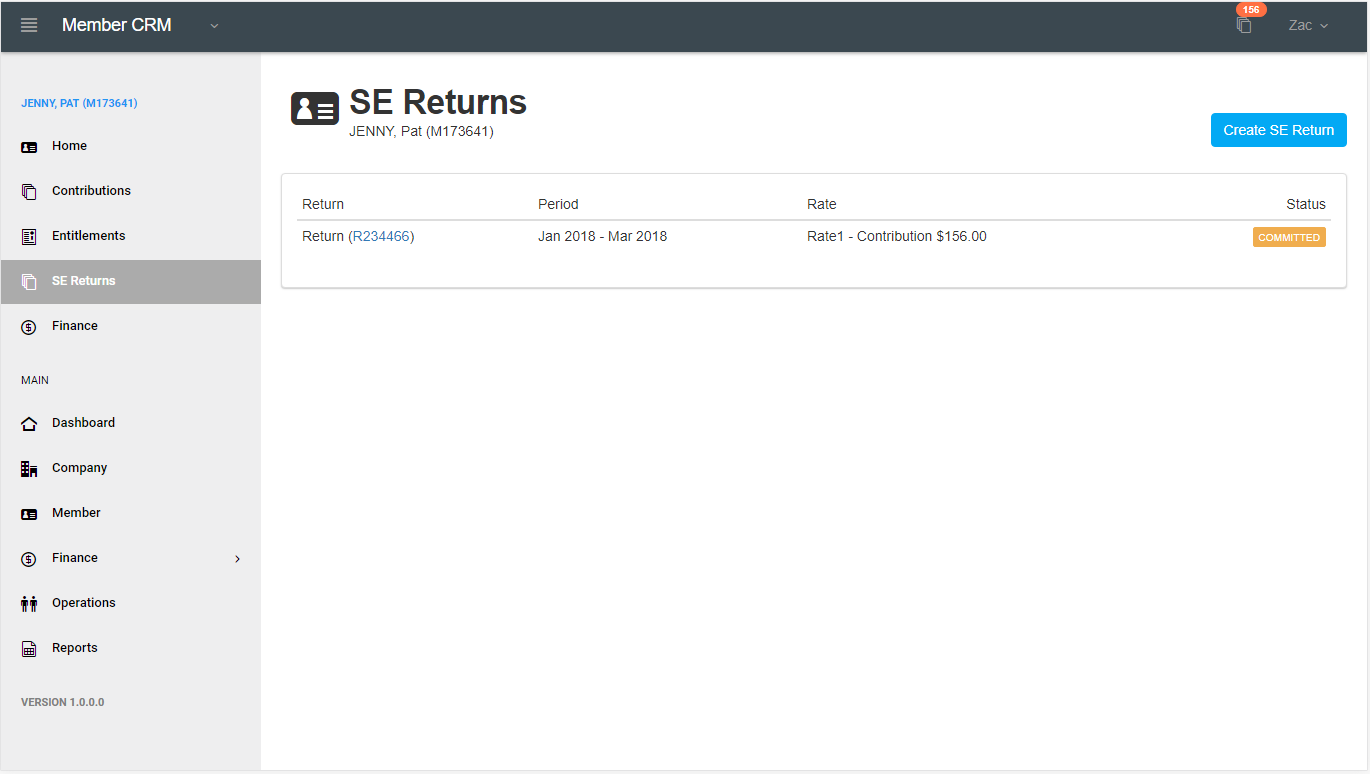 Member CRM
156
Zac
JENNY, PAT (M173641)
Home
Contributions
Entitlements
SE Returns
Finance
MAIN
Dashboard
Company
Member
Finance
Operations
Reports
VERSION 1.0.0.0
SE Returns
JENNY, Pat (M173641)
Create SE Return
Return Period Rate Status
Return (R234466) Jan 2018 - Mar 2018 Rate1 - Contribution $156.00 COMMITTED